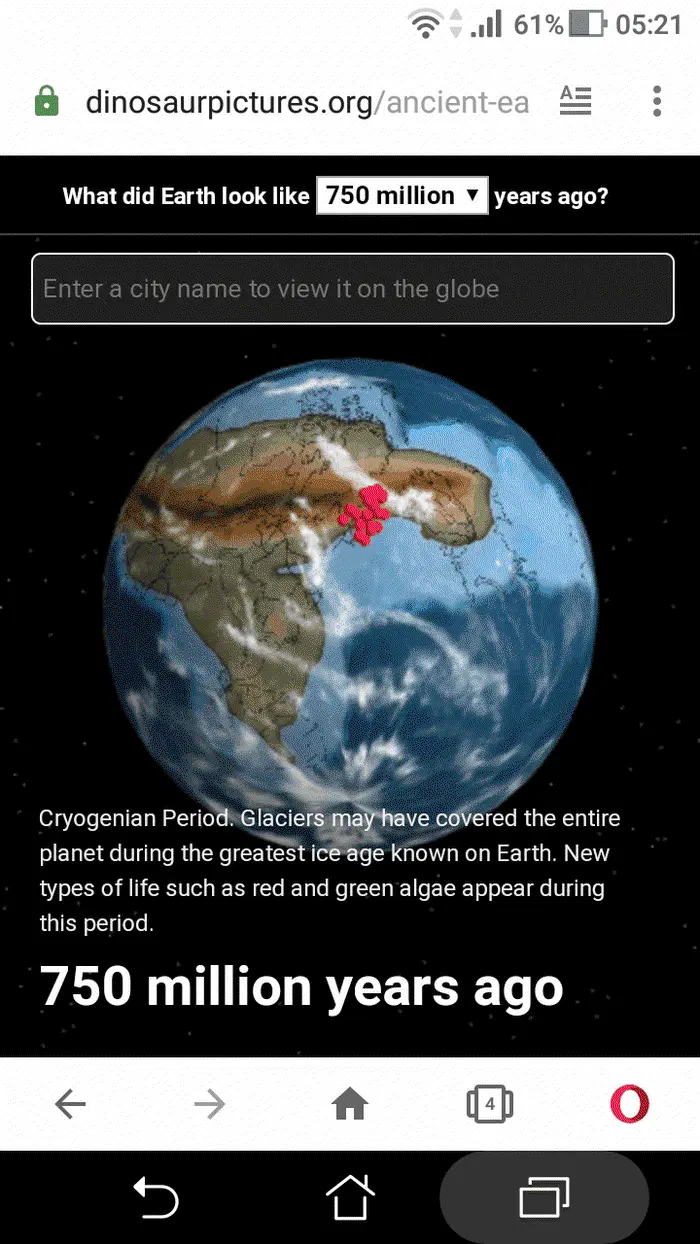 61% 05:21
dinosaurpictures.org/ancient-ea
What did Earth look like 750 million ▼ years ago?
Enter a city name to view it on the globe
Cryogenian Period. Glaciers may have covered the entire
planet during the greatest ice age known on Earth. New
types of life such as red and green algae appear during
this period.
750 million years ago
4